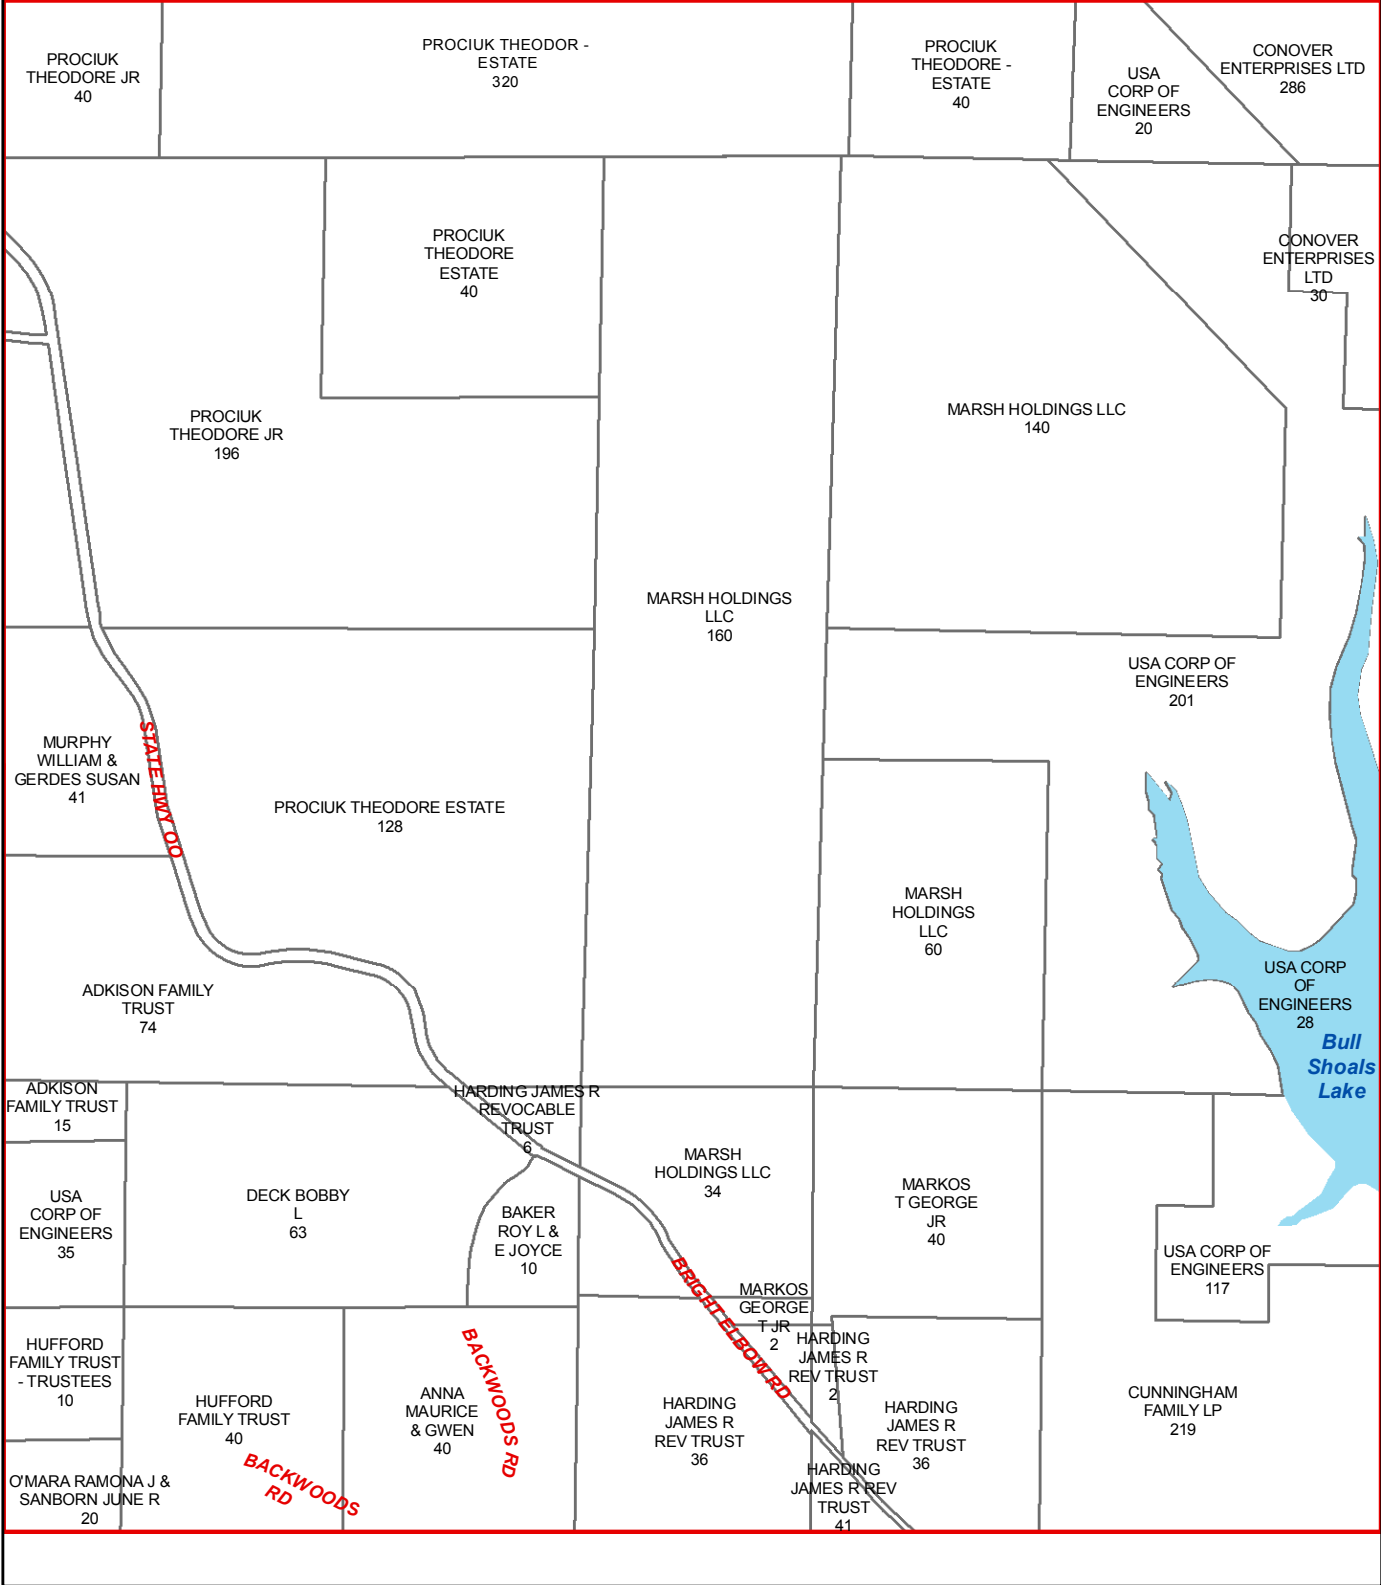 PROCIUK
THEODORE JR
40
PROCIUK THEODOR -
ESTATE
320
PROCIUK
THEODORE -
ESTATE
40
USA
CORP OF
ENGINEERS
20
CONOVER
ENTERPRISES LTD
286
PROCIUK
THEODORE
ESTATE
40
CONOVER
ENTERPRISES
LTD
30
PROCIUK
THEODORE JR
196
MARSH HOLDINGS LLC
140
MARSH HOLDINGS
LLC
160
USA CORP OF
ENGINEERS
201
MURPHY
WILLIAM &
GERDES SUSAN
41
STATE HWY OO
PROCIUK THEODORE ESTATE
128
MARSH
HOLDINGS
LLC
60
USA CORP
OF
ENGINEERS
28
Bull
Shoals
Lake
ADKISON FAMILY
TRUST
74
ADKISON
FAMILY TRUST
15
HARDING JAMES R
REVOCABLE
TRUST
6
MARSH
HOLDINGS LLC
34
USA
CORP OF
ENGINEERS
35
DECK BOBBY
L
63
BAKER
ROY L &
E JOYCE
10
MARKOS
T GEORGE
JR
40
USA CORP OF
ENGINEERS
117
BRIGHT ELBOW RD
MARKOS
GEORGE
T JR
2
HARDING
JAMES R
REV TRUST
2
HUFFORD
FAMILY TRUST
- TRUSTEES
10
HUFFORD
FAMILY TRUST
40
ANNA
MAURICE
& GWEN
40
BACKWOODS RD
HARDING
JAMES R
REV TRUST
36
HARDING
JAMES R
REV TRUST
36
CUNNINGHAM
FAMILY LP
219
BACKWOODS
RD
O'MARA RAMONA J &
SANBORN JUNE R
20
HARDING
JAMES R REV
TRUST
41